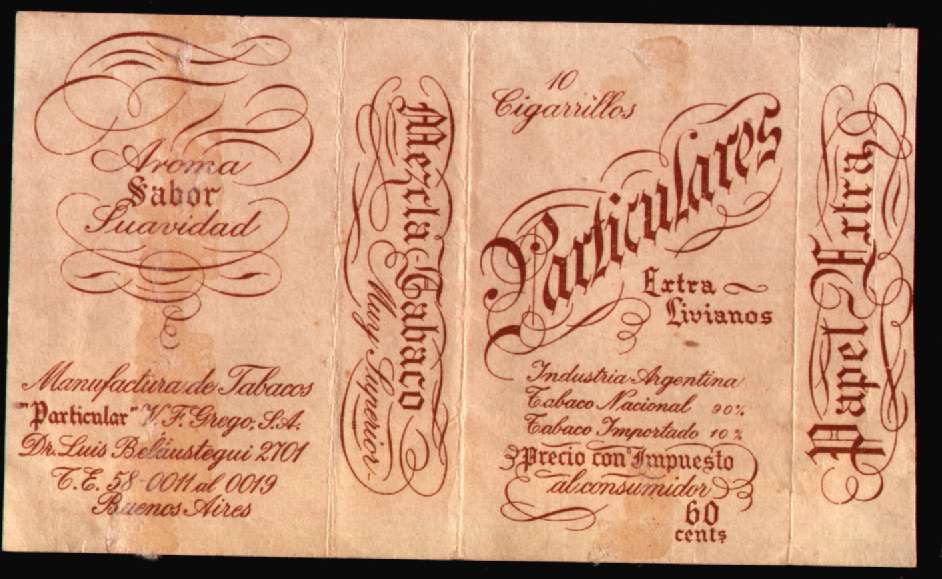 Aroma
Sabor
Suavidad
Manufactura de Tabacos
"Particular" V. F. Grego, S.A.
Dr. Luis Beláustegui 2701
T.E. 58-0011 al 0019
Buenos Aires
Mezcla Tabaco
Muy Superior
10
Cigarrillos
Particulares
Extra
Livianos
Industria Argentina
Tabaco Nacional 90%
Tabaco Importado 10%
Precio con Impuesto
al consumidor
60
cents
Papel Extra